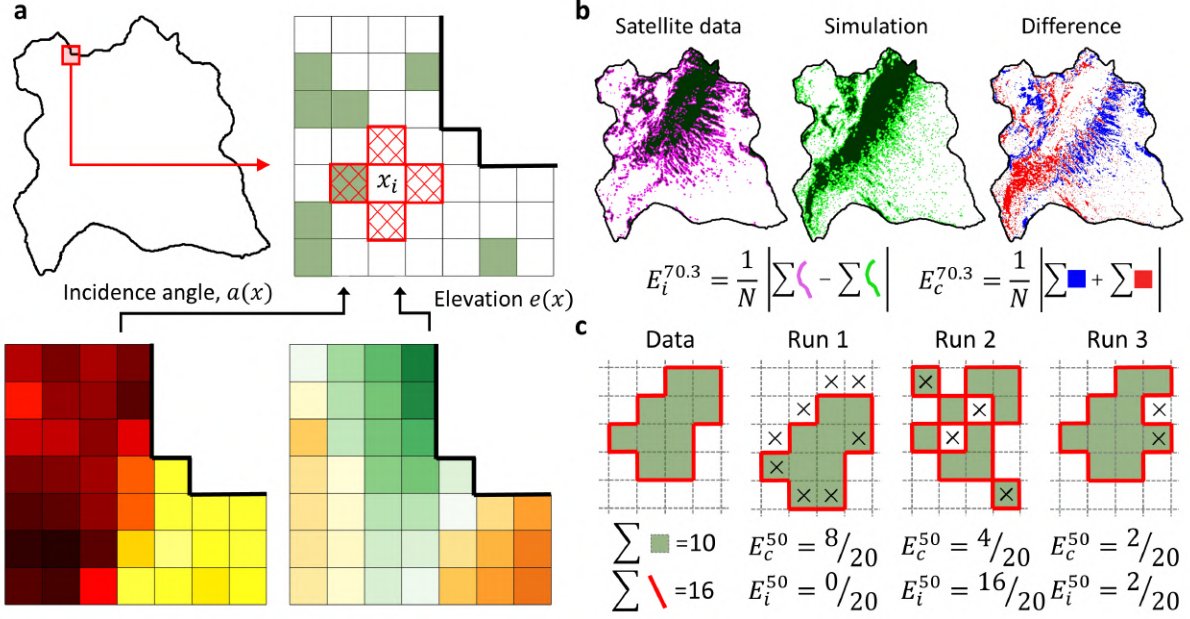 a
x_i
Incidence angle, a(x)
Elevation e(x)
b
Satellite data Simulation Difference
E_i^{70.3} = 1/N |∑ − ∑| E_c^{70.3} = 1/N |∑ + ∑|
c
Data Run 1 Run 2 Run 3
∑ =10 E_c^{50} = 8/20 E_c^{50} = 4/20 E_c^{50} = 2/20
∑ =16 E_i^{50} = 0/20 E_i^{50} = 16/20 E_i^{50} = 2/20